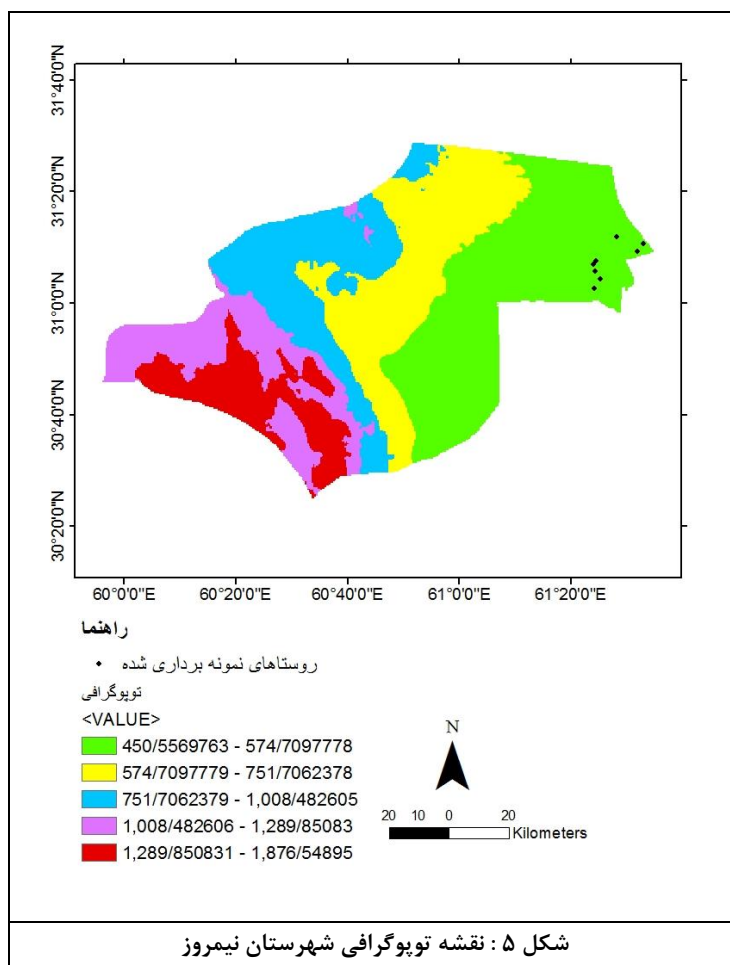 31°40'0"N
31°20'0"N
31°0'0"N
30°40'0"N
30°20'0"N
60°0'0"E 60°20'0"E 60°40'0"E 61°0'0"E 61°20'0"E
راهنما
روستاهای نمونه برداری شده
توپوگرافی
<VALUE>
450/5569763 - 574/7097778
574/7097779 - 751/7062378
751/7062379 - 1,008/482605
1,008/482606 - 1,289/85083
1,289/850831 - 1,876/54895
N
20 10 0 20
Kilometers
شکل ۵ : نقشه توپوگرافی شهرستان نیمروز